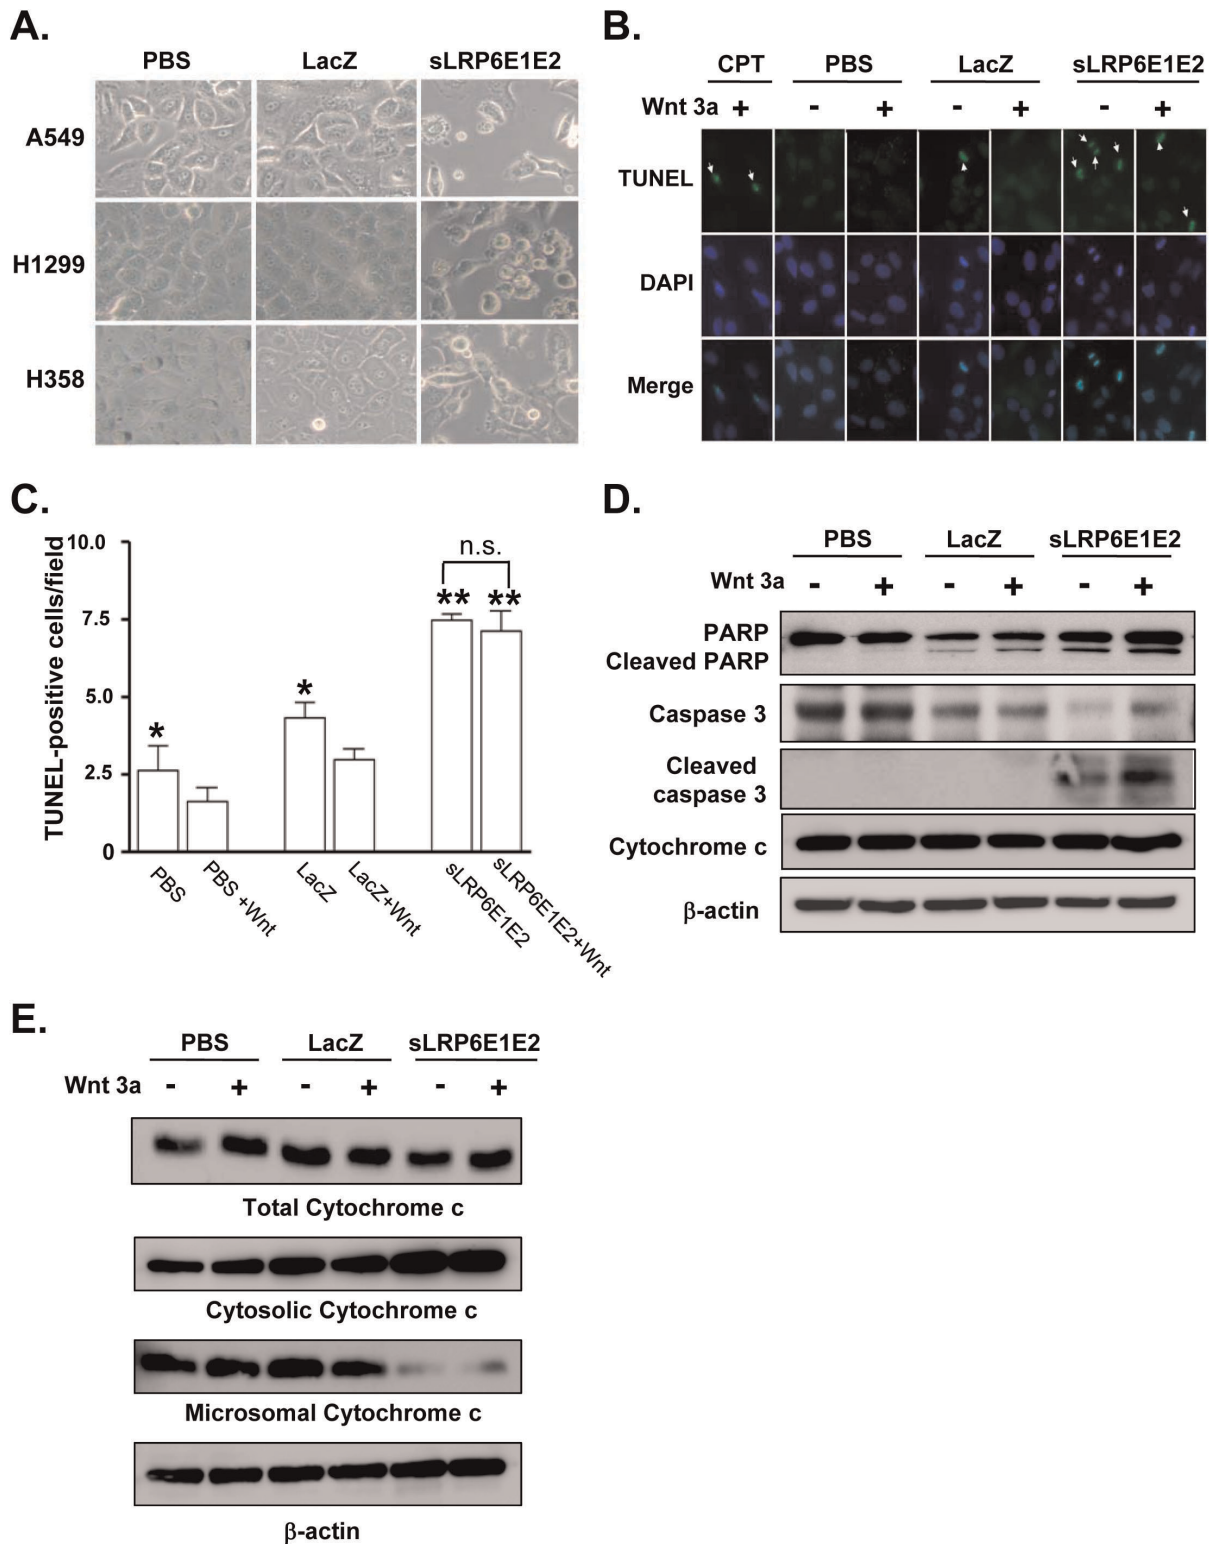 A.
PBS LacZ sLRP6E1E2
A549
H1299
H358
B.
CPT PBS LacZ sLRP6E1E2
Wnt 3a + - + - + - +
TUNEL
DAPI
Merge
C.
TUNEL-positive cells/field
10.0
7.5
5.0
2.5
0
n.s.
* * ** **
PBS
PBS +Wnt
LacZ
LacZ+Wnt
sLRP6E1E2
sLRP6E1E2+Wnt
D.
PBS LacZ sLRP6E1E2
Wnt 3a - + - + - +
PARP
Cleaved PARP
Caspase 3
Cleaved
caspase 3
Cytochrome c
β-actin
E.
PBS LacZ sLRP6E1E2
Wnt 3a - + - + - +
Total Cytochrome c
Cytosolic Cytochrome c
Microsomal Cytochrome c
β-actin